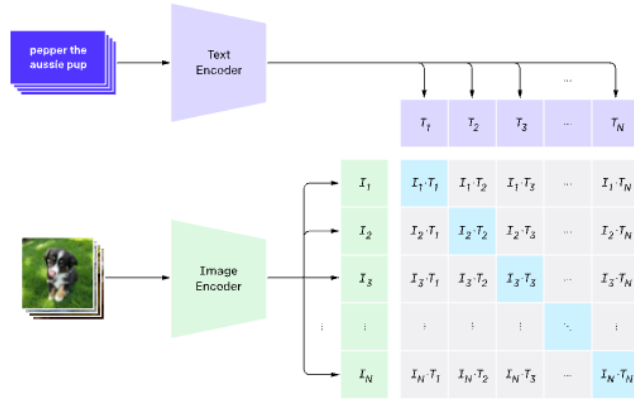 pepper the
aussie pup
Text
Encoder
...
T1 T2 T3 ... TN
I1 I1·T1 I1·T2 I1·T3 ... I1·TN
I2 I2·T1 I2·T2 I2·T3 ... I2·TN
Image
Encoder
I3 I3·T1 I3·T2 I3·T3 ... I3·TN
⋮ ⋮ ⋮ ⋮ ⋮ ⋱ ⋮
IN IN·T1 IN·T2 IN·T3 ... IN·TN